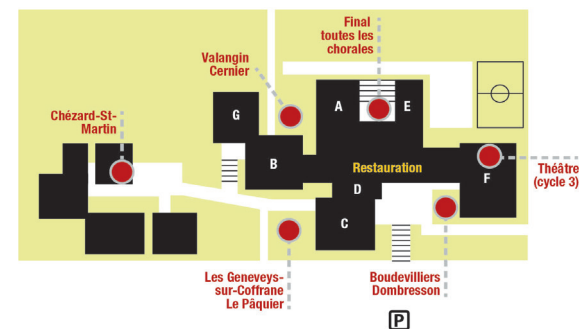 Final
toutes les
chorales
Valangin
Cernier
Chézard-St-
Martin
A
E
G
B
Restauration
D
F
C
Théâtre
(cycle 3)
Les Geneveys-
sur-Coffrane
Le Pâquier
Boudevilliers
Dombresson
P